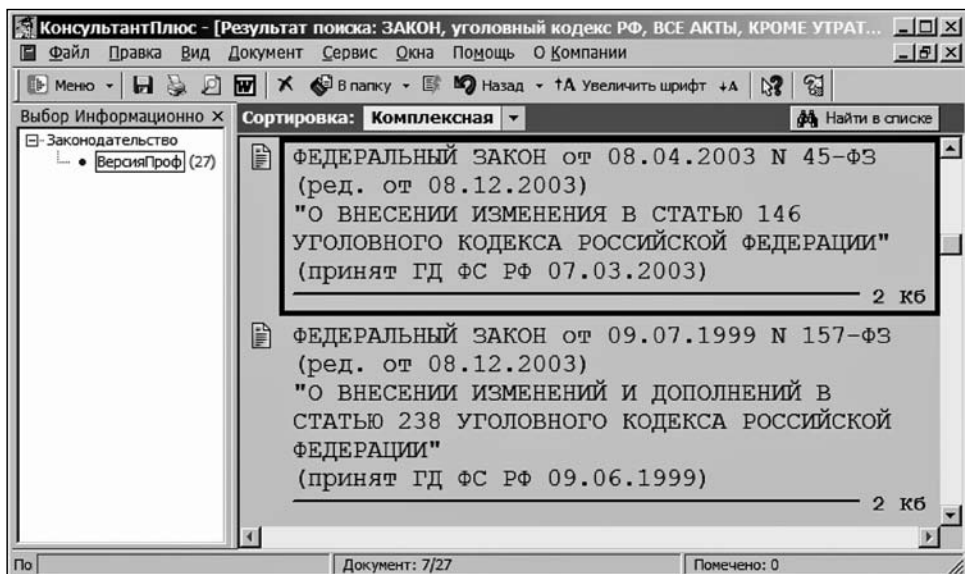 КонсультантПлюс - [Результат поиска: ЗАКОН, уголовный кодекс РФ, ВСЕ АКТЫ, КРОМЕ УТРАТ...
Файл Правка Вид Документ Сервис Окна Помощь О Компании
Меню В папку Назад Увеличить шрифт
Выбор Информационно
Сортировка: Комплексная Найти в списке
Законодательство
ВерсияПроф (27)
ФЕДЕРАЛЬНЫЙ ЗАКОН от 08.04.2003 N 45-ФЗ
(ред. от 08.12.2003)
"О ВНЕСЕНИИ ИЗМЕНЕНИЯ В СТАТЬЮ 146
УГОЛОВНОГО КОДЕКСА РОССИЙСКОЙ ФЕДЕРАЦИИ"
(принят ГД ФС РФ 07.03.2003)
2 Кб
ФЕДЕРАЛЬНЫЙ ЗАКОН от 09.07.1999 N 157-ФЗ
(ред. от 08.12.2003)
"О ВНЕСЕНИИ ИЗМЕНЕНИЙ И ДОПОЛНЕНИЙ В
СТАТЬЮ 238 УГОЛОВНОГО КОДЕКСА РОССИЙСКОЙ
ФЕДЕРАЦИИ"
(принят ГД ФС РФ 09.06.1999)
2 Кб
По Документ: 7/27 Помечено: 0